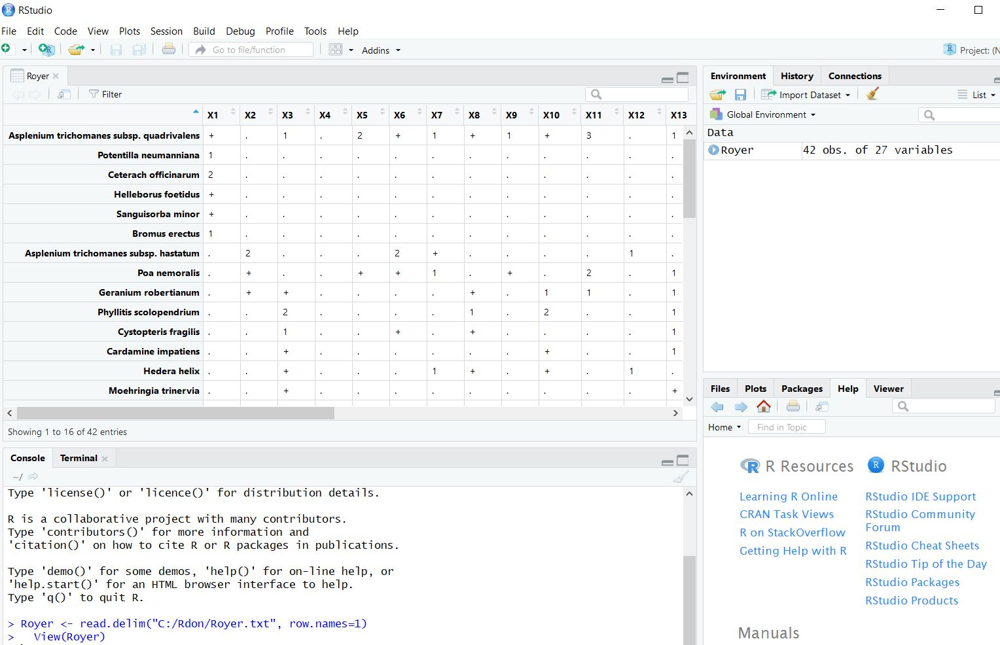 RStudio
File Edit Code View Plots Session Build Debug Profile Tools Help
Go to file/function Addins Project: (N
Royer
Filter
X1 X2 X3 X4 X5 X6 X7 X8 X9 X10 X11 X12 X13
Asplenium trichomanes subsp. quadrivalens + . 1 . 2 + 1 + 1 + 3 . 1
Potentilla neumanniana 1 . . . . . . . . . . . .
Ceterach officinarum 2 . . . . . . . . . . . .
Helleborus foetidus + . . . . . . . . . . . .
Sanguisorba minor + . . . . . . . . . . . .
Bromus erectus 1 . . . . . . . . . . . .
Asplenium trichomanes subsp. hastatum . 2 . . . 2 + . . . . 1 .
Poa nemoralis . + . . + + 1 . + . 2 . 1
Geranium robertianum . + + . . . . + . 1 1 . 1
Phyllitis scolopendrium . . 2 . . . . 1 . 2 . . 1
Cystopteris fragilis . . 1 . . + . + . . . . 1
Cardamine impatiens . . + . . . . . . + . . 1
Hedera helix . . + . . . 1 + . + . 1 .
Moehringia trinervia . . + . . . . . . . . . +
Showing 1 to 16 of 42 entries
Console Terminal
~/
Type 'license()' or 'licence()' for distribution details.
R is a collaborative project with many contributors.
Type 'contributors()' for more information and
'citation()' on how to cite R or R packages in publications.
Type 'demo()' for some demos, 'help()' for on-line help, or
'help.start()' for an HTML browser interface to help.
Type 'q()' to quit R.
> Royer <- read.delim("C:/Rdon/Royer.txt", row.names=1)
> View(Royer)
Environment History Connections
Import Dataset List
Global Environment
Data
Royer 42 obs. of 27 variables
Files Plots Packages Help Viewer
Home Find in Topic
R Resources
Learning R Online
CRAN Task Views
R on StackOverflow
Getting Help with R
R RStudio
RStudio IDE Support
RStudio Community
Forum
RStudio Cheat Sheets
RStudio Tip of the Day
RStudio Packages
RStudio Products
Manuals